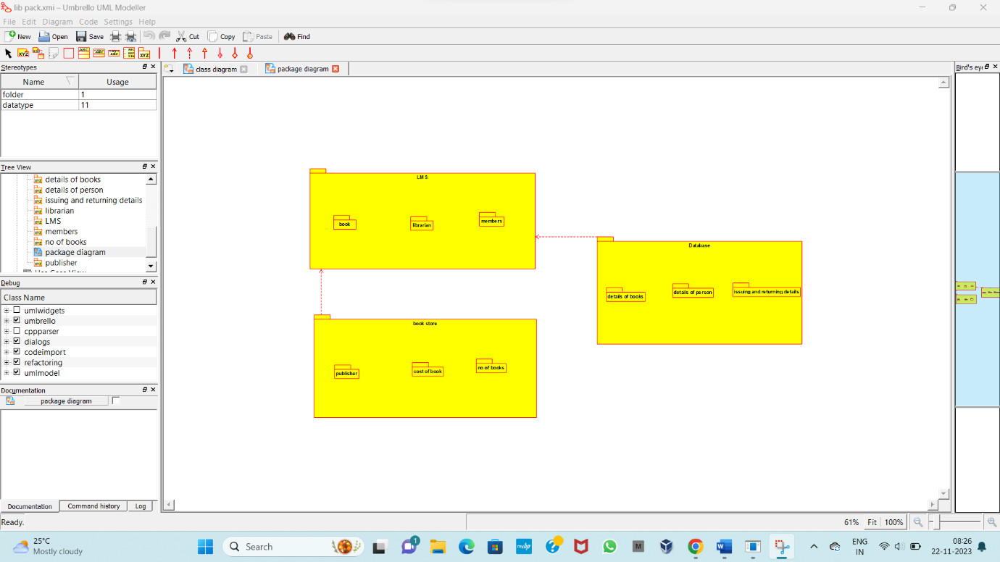 lib pack.xmi – Umbrello UML Modeller
File Edit Diagram Code Settings Help
New Open Save Cut Copy Paste Find
Stereotypes
Name Usage
folder 1
datatype 11
Tree View
details of books
details of person
issuing and returning details
librarian
LMS
members
no of books
package diagram
publisher
Debug
Class Name
umlwidgets
umbrello
cppparser
dialogs
codeimport
refactoring
umlmodel
Documentation
package diagram
Documentation Command history Log
class diagram package diagram
LMS
book librarian members
Database
details of books details of person issuing and returning details
book store
publisher cost of book no of books
Bird's eye
Ready.
61% Fit 100%
25°C
Mostly cloudy
Search
1
myhp
M
W
ENG
IN
08:26
22-11-2023